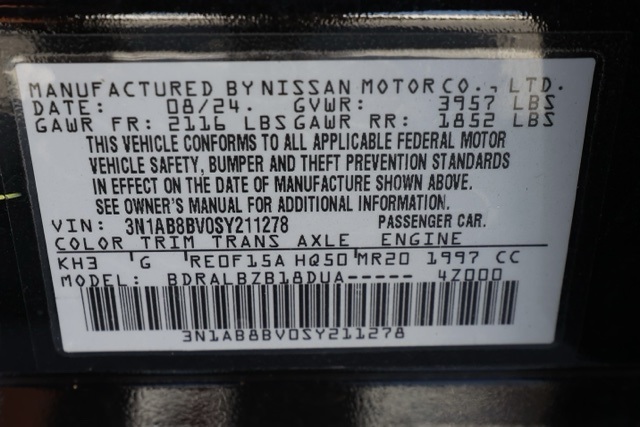 MANUFACTURED BY NISSAN MOTOR CO., LTD.
DATE: 08/24. GVWR: 3957 LBS
GAWR FR: 2116 LBS GAWR RR: 1852 LBS
THIS VEHICLE CONFORMS TO ALL APPLICABLE FEDERAL MOTOR
VEHICLE SAFETY, BUMPER AND THEFT PREVENTION STANDARDS
IN EFFECT ON THE DATE OF MANUFACTURE SHOWN ABOVE.
SEE OWNER'S MANUAL FOR ADDITIONAL INFORMATION.
VIN: 3N1AB8BV0SY211278 PASSENGER CAR.
COLOR TRIM TRANS AXLE ENGINE
KH3 G RE0F15A HQ50 MR20 1997 CC
MODEL: BDRALBZB18DUA----- 4Z000
3N1AB8BV0SY211278